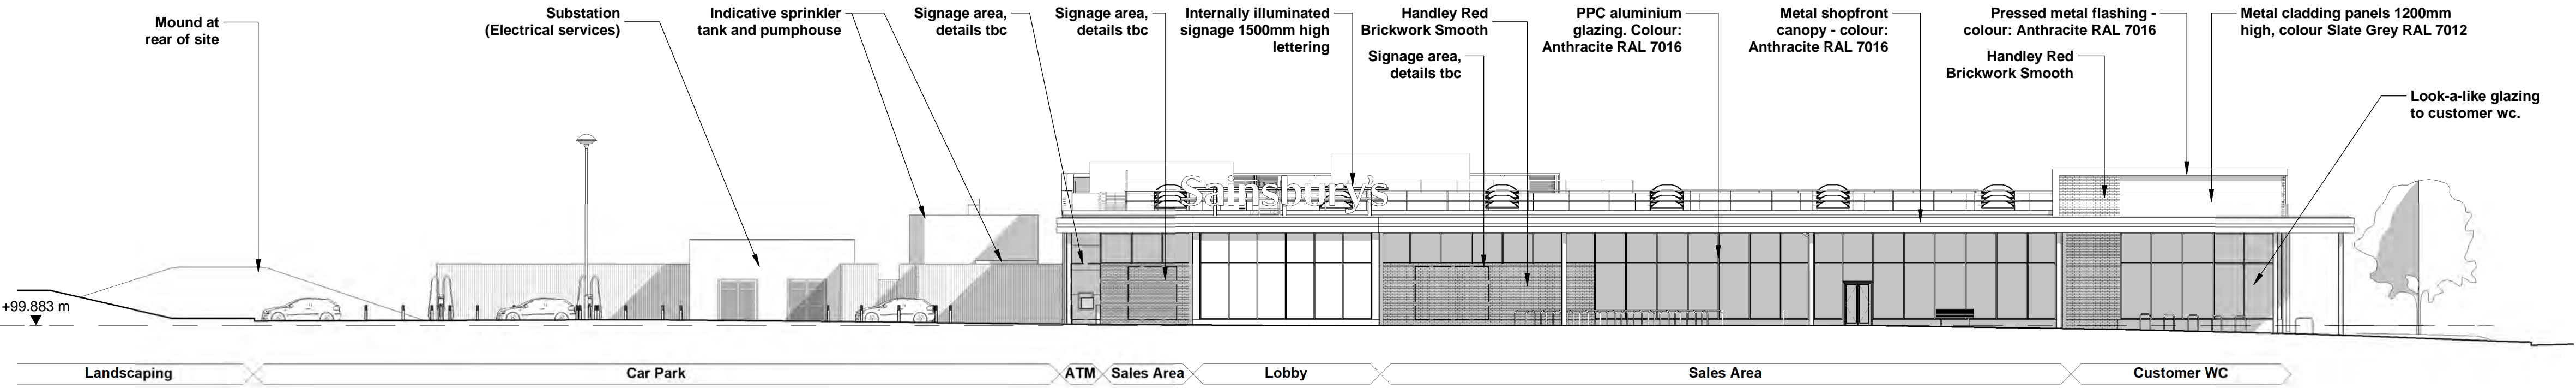 Mound at
rear of site
Substation
(Electrical services)
Indicative sprinkler
tank and pumphouse
Signage area,
details tbc
Signage area,
details tbc
Internally illuminated
signage 1500mm high
lettering
Handley Red
Brickwork Smooth
Signage area,
details tbc
PPC aluminium
glazing. Colour:
Anthracite RAL 7016
Metal shopfront
canopy - colour:
Anthracite RAL 7016
Pressed metal flashing -
colour: Anthracite RAL 7016
Handley Red
Brickwork Smooth
Metal cladding panels 1200mm
high, colour Slate Grey RAL 7012
Look-a-like glazing
to customer wc.
Sainsbury's
+99.883 m
Landscaping
Car Park
ATM
Sales Area
Lobby
Sales Area
Customer WC